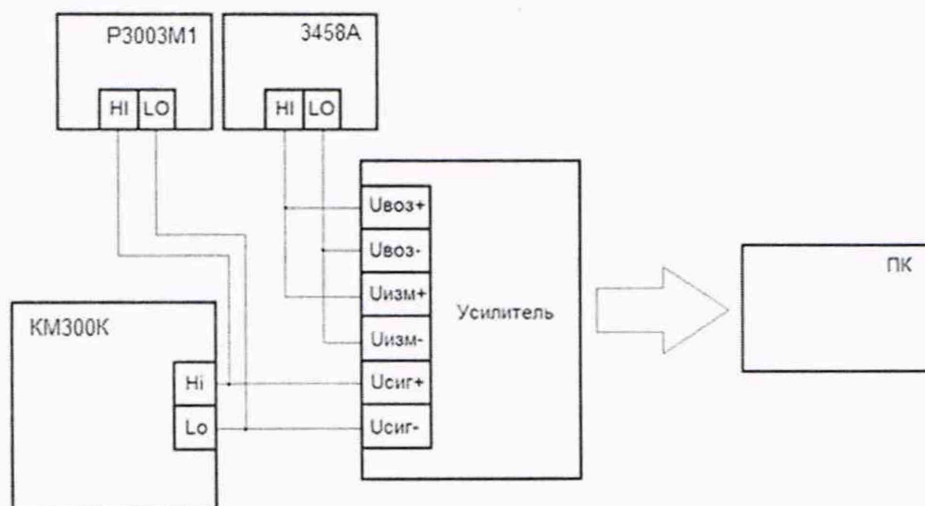 Р3003М1
3458А
HI LO
HI LO
Uвоз+
Uвоз-
Uизм+
Uизм-
Uсиг+
Uсиг-
Усилитель
ПК
КМ300К
Hi
Lo